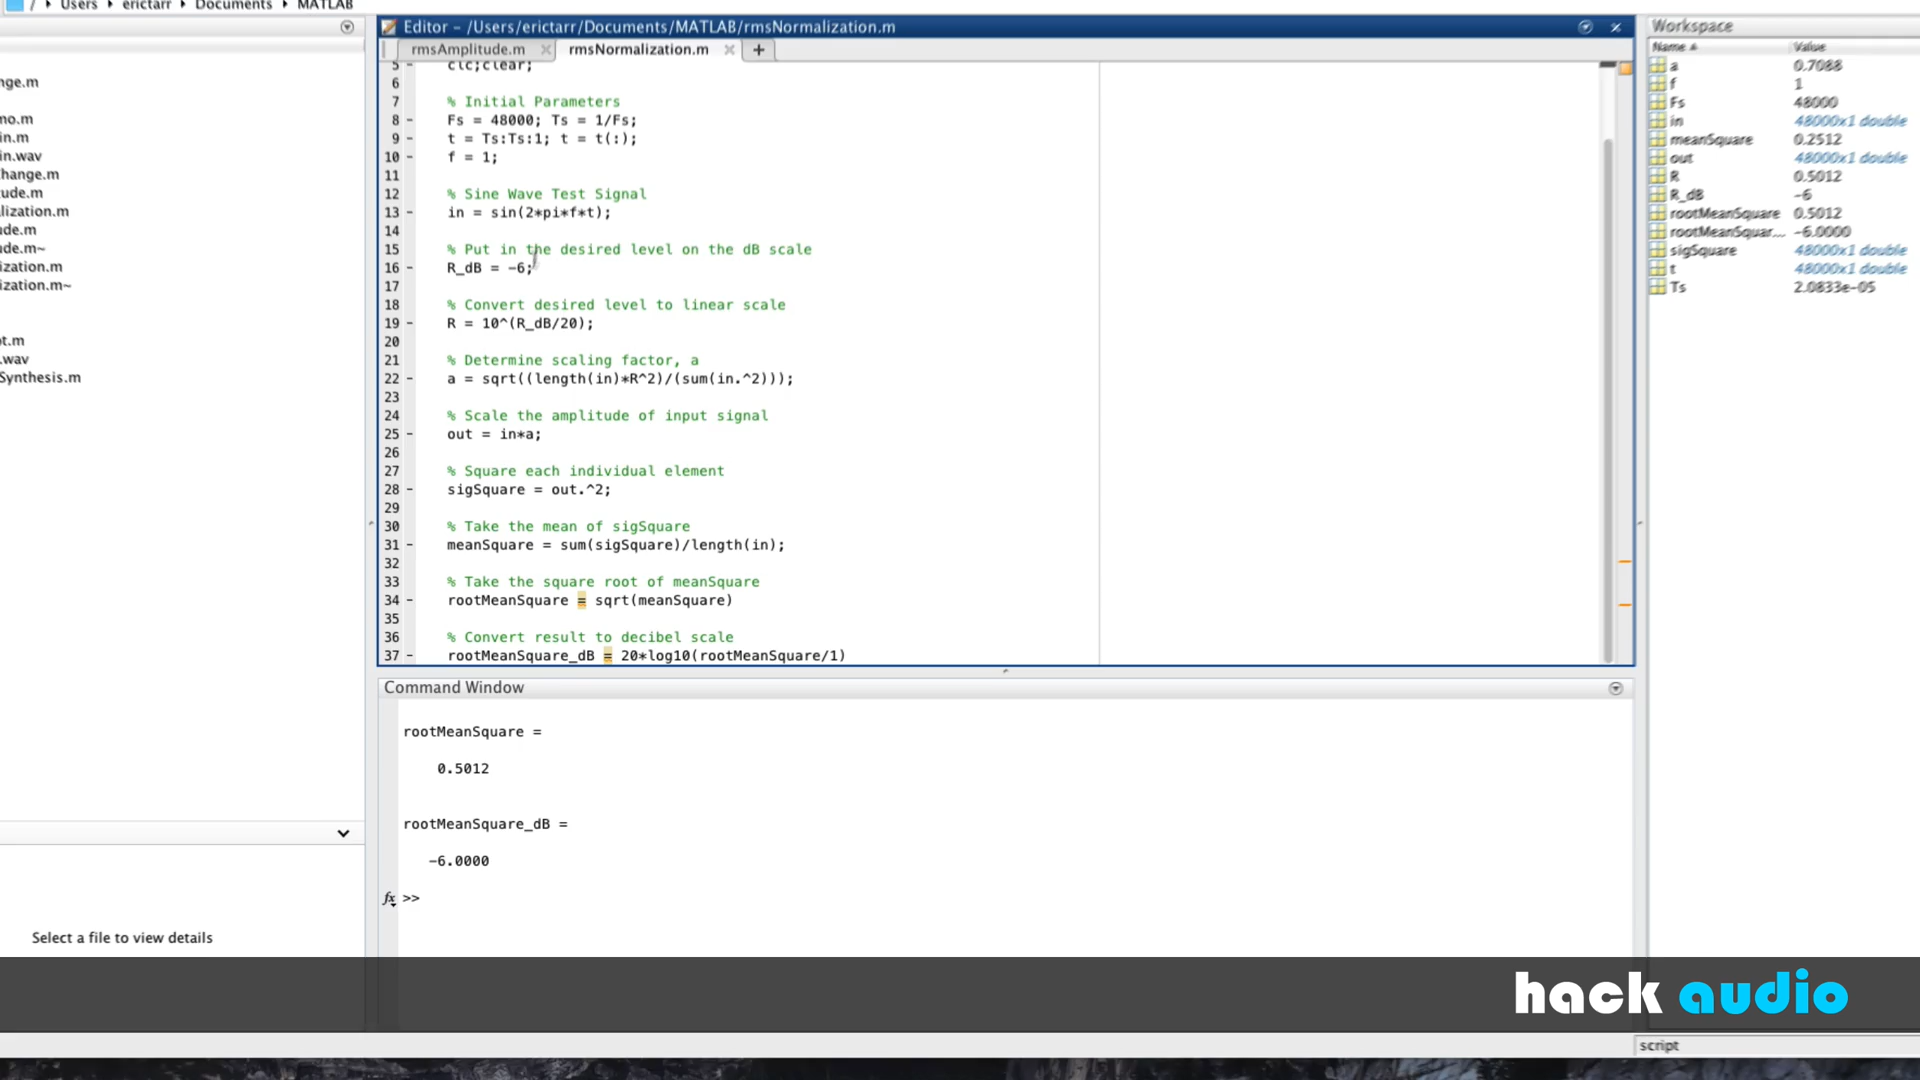 / ▸ Users ▸ erictarr ▸ Documents ▸ MATLAB
nge.m
no.m
in.m
in.wav
hange.m
ude.m
lization.m
ude.m
ude.m~
ization.m
ization.m~
ot.m
.wav
Synthesis.m
Select a file to view details
Editor - /Users/erictarr/Documents/MATLAB/rmsNormalization.m
rmsAmplitude.m × rmsNormalization.m × +
5 - clc;clear;
6
7 % Initial Parameters
8 - Fs = 48000; Ts = 1/Fs;
9 - t = Ts:Ts:1; t = t(:);
10 - f = 1;
11
12 % Sine Wave Test Signal
13 - in = sin(2*pi*f*t);
14
15 % Put in the desired level on the dB scale
16 - R_dB = -6;
17
18 % Convert desired level to linear scale
19 - R = 10^(R_dB/20);
20
21 % Determine scaling factor, a
22 - a = sqrt((length(in)*R^2)/(sum(in.^2)));
23
24 % Scale the amplitude of input signal
25 - out = in*a;
26
27 % Square each individual element
28 - sigSquare = out.^2;
29
30 % Take the mean of sigSquare
31 - meanSquare = sum(sigSquare)/length(in);
32
33 % Take the square root of meanSquare
34 - rootMeanSquare = sqrt(meanSquare)
35
36 % Convert result to decibel scale
37 - rootMeanSquare_dB = 20*log10(rootMeanSquare/1)
Command Window
rootMeanSquare =
0.5012
rootMeanSquare_dB =
-6.0000
fx >>
Workspace
Name Value
a 0.7088
f 1
Fs 48000
in 48000x1 double
meanSquare 0.2512
out 48000x1 double
R 0.5012
R_dB -6
rootMeanSquare 0.5012
rootMeanSquar... -6.0000
sigSquare 48000x1 double
t 48000x1 double
Ts 2.0833e-05
hack audio
script